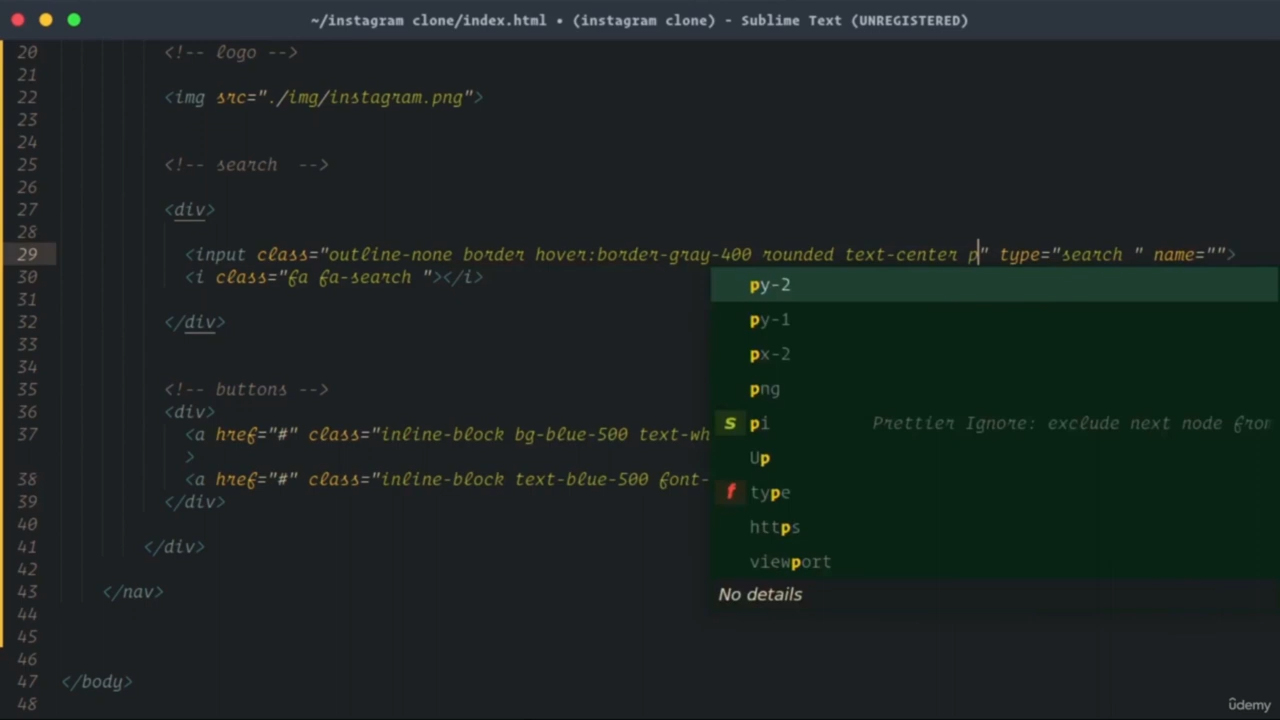 ~/instagram clone/index.html • (instagram clone) - Sublime Text (UNREGISTERED)
20 <!-- logo -->
21
22 <img src="./img/instagram.png">
23
24
25 <!-- search  -->
26
27 <div>
28
29 <input class="outline-none border hover:border-gray-400 rounded text-center p" type="search " name="">
30 <i class="fa fa-search "></i>
31
32 </div>
33
34
35 <!-- buttons -->
36 <div>
37 <a href="#" class="inline-block bg-blue-500 text-wh
>
38 <a href="#" class="inline-block text-blue-500 font-
39 </div>
40
41 </div>
42
43 </nav>
44
45
46
47 </body>
48
py-2
py-1
px-2
png
s pi Prettier Ignore: exclude next node from
Up
f type
https
viewport
No details
ûdemy